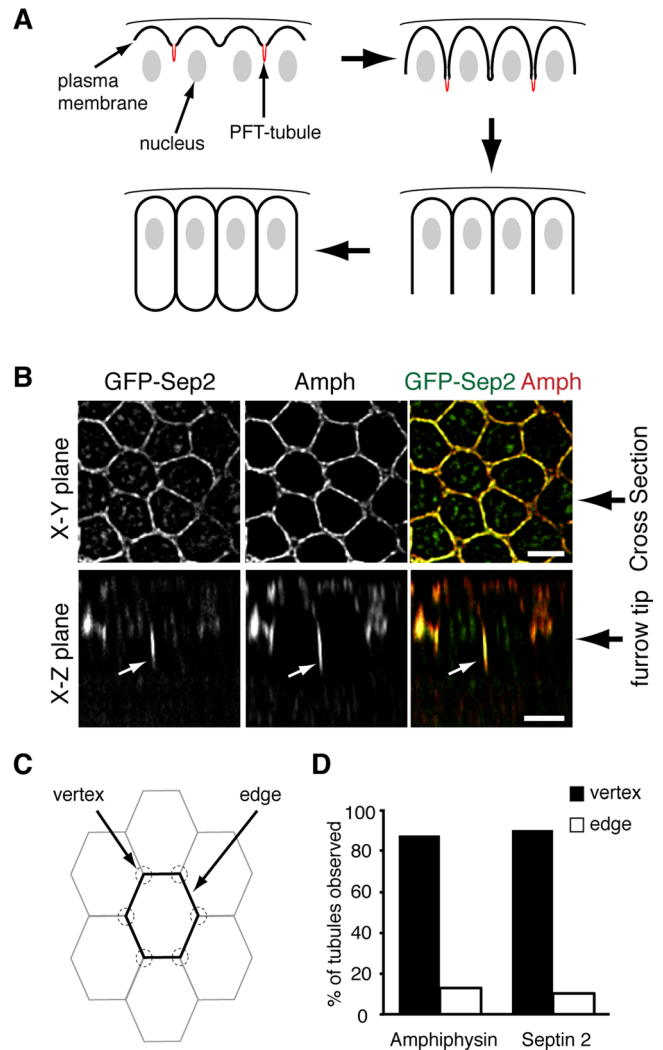 A
plasma
membrane
nucleus
PFT-tubule
B
GFP-Sep2
Amph
GFP-Sep2 Amph
X-Y plane
Cross Section
X-Z plane
furrow tip
C
vertex
edge
D
vertex
edge
% of tubules observed
100
80
60
40
20
0
Amphiphysin
Septin 2